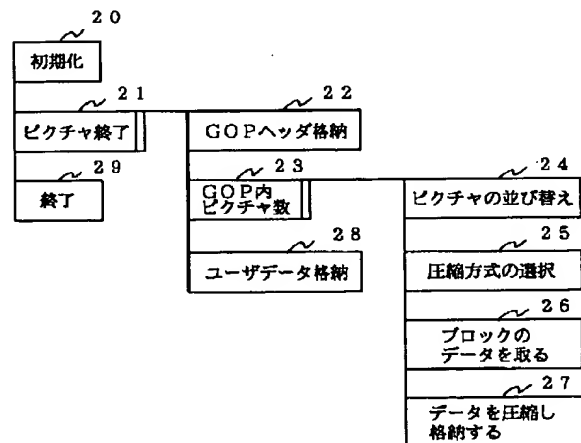 20
初期化
21
22
ピクチャ終了
GOPヘッダ格納
29
23
24
終了
GOP内
ピクチャ数
ピクチャの並び替え
28
25
ユーザデータ格納
圧縮方式の選択
26
ブロックの
データを取る
27
データを圧縮し
格納する